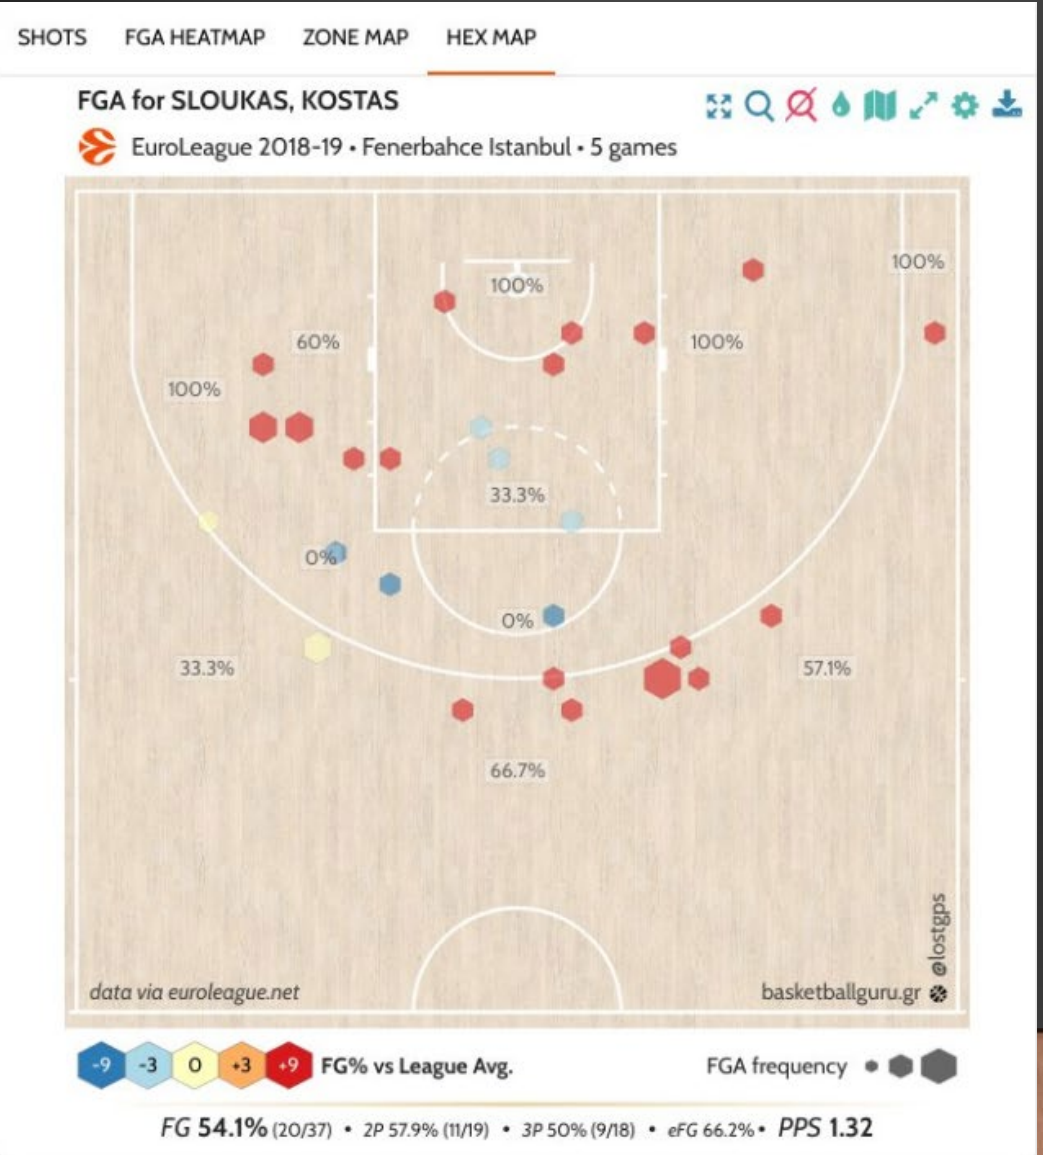 SHOTS FGA HEATMAP ZONE MAP HEX MAP
FGA for SLOUKAS, KOSTAS
EuroLeague 2018-19 • Fenerbahce Istanbul • 5 games
100%
100%
60%
100%
100%
33.3%
0%
0%
33.3%
57.1%
66.7%
@lostgps
data via euroleague.net
basketballguru.gr
-9 -3 0 +3 +9 FG% vs League Avg.
FGA frequency
FG 54.1% (20/37) • 2P 57.9% (11/19) • 3P 50% (9/18) • eFG 66.2% • PPS 1.32